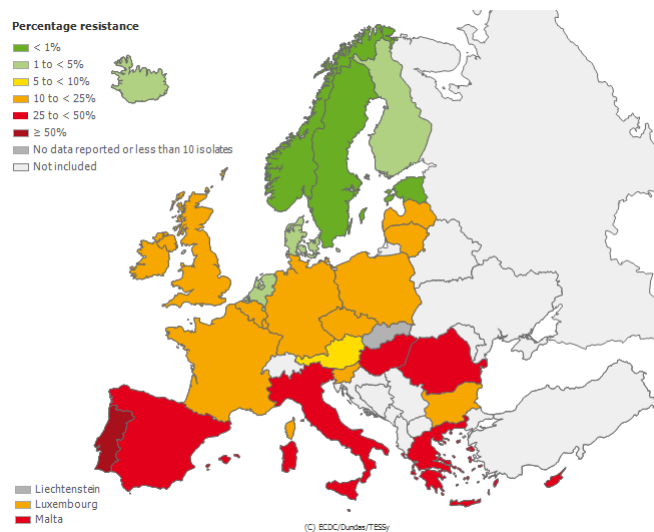 Percentage resistance
< 1%
1 to < 5%
5 to < 10%
10 to < 25%
25 to < 50%
≥ 50%
No data reported or less than 10 isolates
Not included
Liechtenstein
Luxembourg
Malta
(C) ECDC/Dundas/TESSy